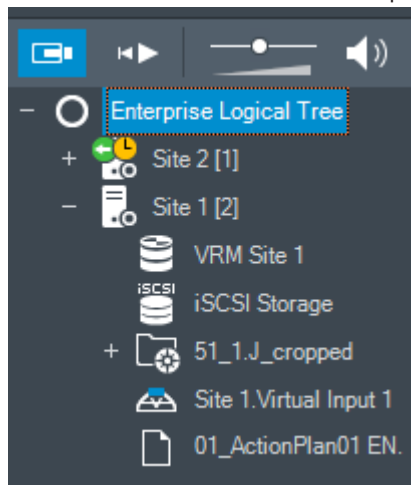 Enterprise Logical Tree
Site 2 [1]
Site 1 [2]
VRM Site 1
iSCSI
iSCSI Storage
51_1.J_cropped
Site 1.Virtual Input 1
01_ActionPlan01 EN.